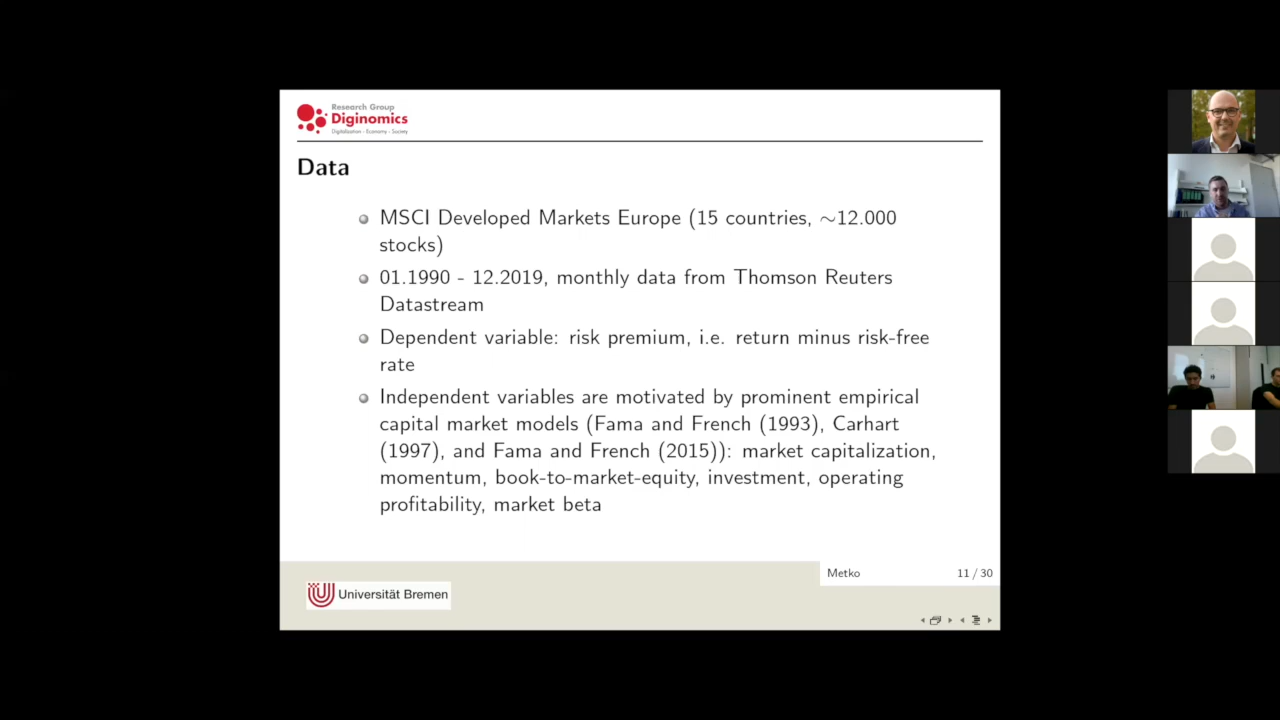 Research Group
Diginomics
Digitalization - Economy - Society
Data
MSCI Developed Markets Europe (15 countries, ∼12.000
stocks)
01.1990 - 12.2019, monthly data from Thomson Reuters
Datastream
Dependent variable: risk premium, i.e. return minus risk-free
rate
Independent variables are motivated by prominent empirical
capital market models (Fama and French (1993), Carhart
(1997), and Fama and French (2015)): market capitalization,
momentum, book-to-market-equity, investment, operating
profitability, market beta
Metko 11 / 30
Universität Bremen